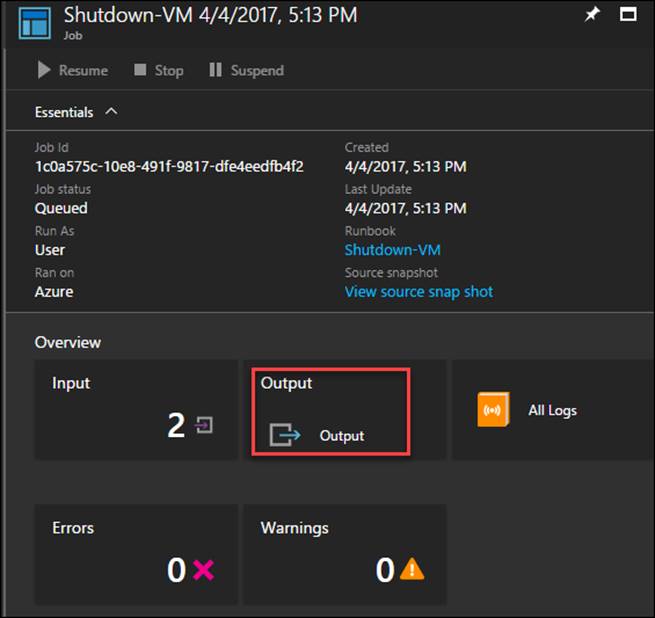 Shutdown-VM 4/4/2017, 5:13 PM
Job
Resume Stop Suspend
Essentials
Job Id Created
1c0a575c-10e8-491f-9817-dfe4eedfb4f2 4/4/2017, 5:13 PM
Job status Last Update
Queued 4/4/2017, 5:13 PM
Run As Runbook
User Shutdown-VM
Ran on Source snapshot
Azure View source snap shot
Overview
Input Output
2 Output All Logs
Errors Warnings
0 0